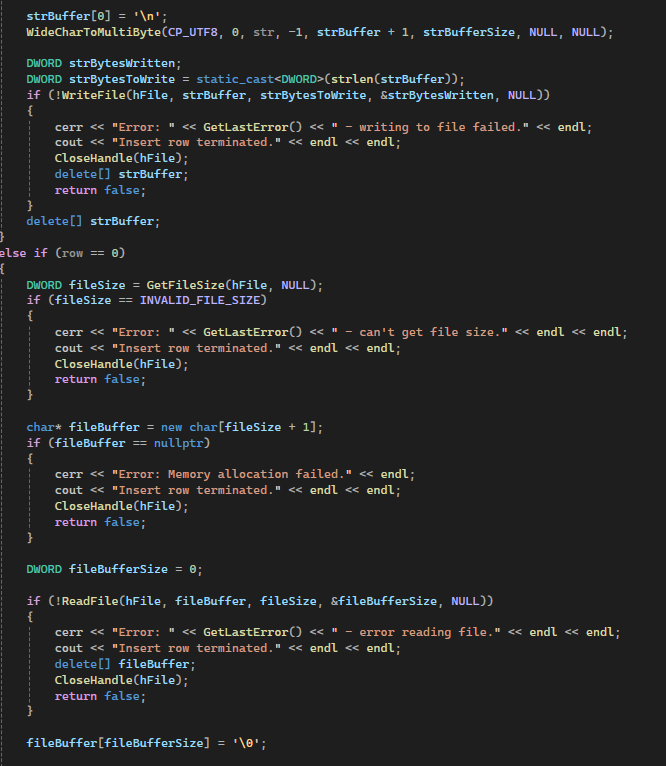 strBuffer[0] = '\n';
WideCharToMultiByte(CP_UTF8, 0, str, -1, strBuffer + 1, strBufferSize, NULL, NULL);
DWORD strBytesWritten;
DWORD strBytesToWrite = static_cast<DWORD>(strlen(strBuffer));
if (!WriteFile(hFile, strBuffer, strBytesToWrite, &strBytesWritten, NULL))
{
cerr << "Error: " << GetLastError() << " - writing to file failed." << endl;
cout << "Insert row terminated." << endl << endl;
CloseHandle(hFile);
delete[] strBuffer;
return false;
}
delete[] strBuffer;
}
else if (row == 0)
{
DWORD fileSize = GetFileSize(hFile, NULL);
if (fileSize == INVALID_FILE_SIZE)
{
cerr << "Error: " << GetLastError() << " - can't get file size." << endl << endl;
cout << "Insert row terminated." << endl << endl;
CloseHandle(hFile);
return false;
}
char* fileBuffer = new char[fileSize + 1];
if (fileBuffer == nullptr)
{
cerr << "Error: Memory allocation failed." << endl;
cout << "Insert row terminated." << endl << endl;
CloseHandle(hFile);
return false;
}
DWORD fileBufferSize = 0;
if (!ReadFile(hFile, fileBuffer, fileSize, &fileBufferSize, NULL))
{
cerr << "Error: " << GetLastError() << " - error reading file." << endl << endl;
cout << "Insert row terminated." << endl << endl;
delete[] fileBuffer;
CloseHandle(hFile);
return false;
}
fileBuffer[fileBufferSize] = '\0';